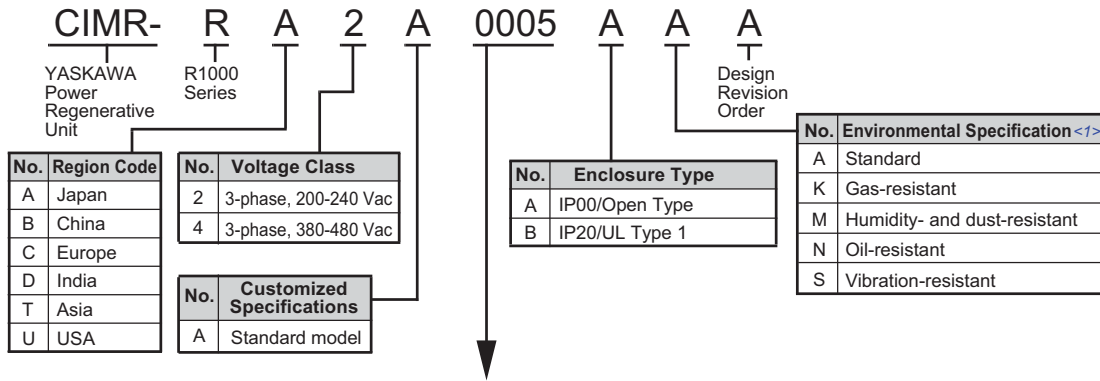 CIMR- R A 2 A 0005 A A A
YASKAWA
Power
Regenerative
Unit
R1000
Series
Design
Revision
Order
No. Region Code
A Japan
B China
C Europe
D India
T Asia
U USA
No. Voltage Class
2 3-phase, 200-240 Vac
4 3-phase, 380-480 Vac
No. Customized
Specifications
A Standard model
No. Enclosure Type
A IP00/Open Type
B IP20/UL Type 1
No. Environmental Specification <1>
A Standard
K Gas-resistant
M Humidity- and dust-resistant
N Oil-resistant
S Vibration-resistant